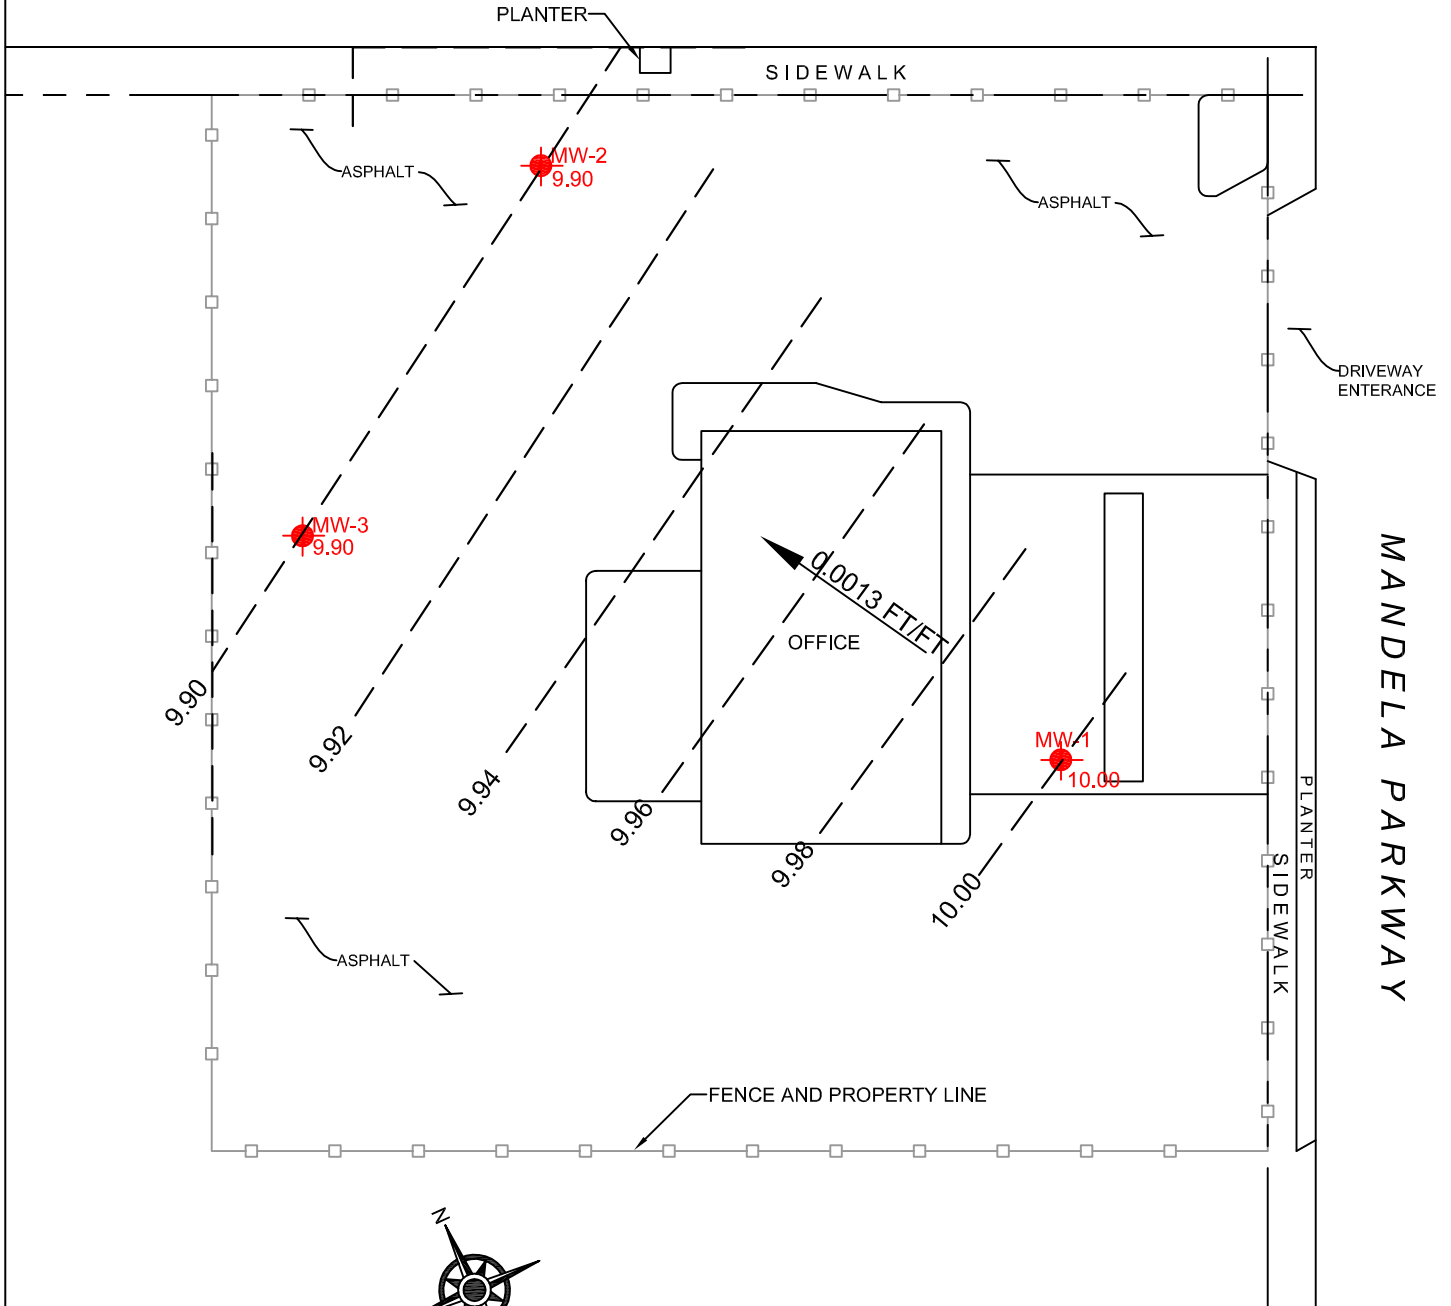 PLANTER
SIDEWALK
MW-2
9.90
ASPHALT
ASPHALT
DRIVEWAY
ENTERANCE
MW-3
9.90
0.0013 FT/FT
OFFICE
MANDELA PARKWAY
9.90
9.92
9.94
9.96
9.98
10.00
MW-1
10.00
PLANTER
SIDEWALK
ASPHALT
FENCE AND PROPERTY LINE
N